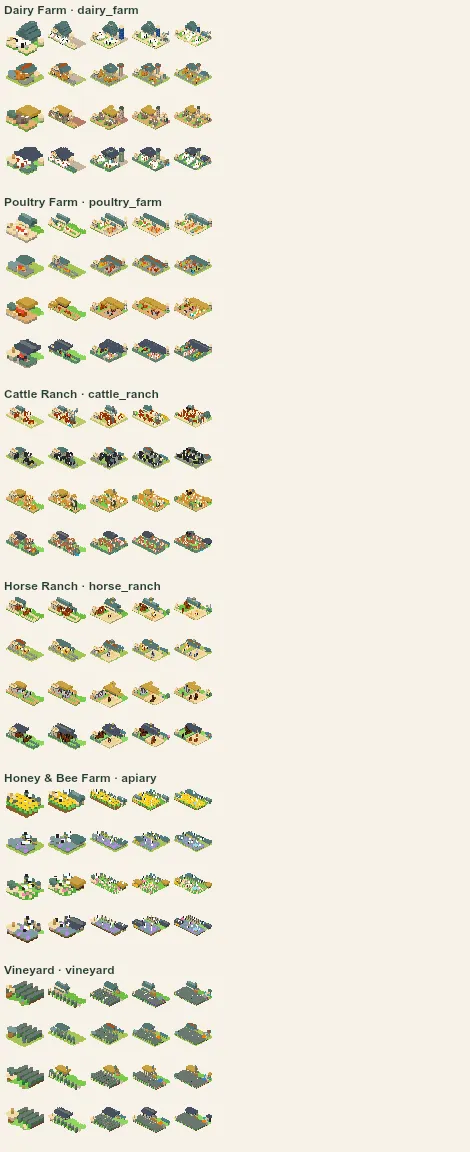 Dairy Farm · dairy_farm
Poultry Farm · poultry_farm
Cattle Ranch · cattle_ranch
Horse Ranch · horse_ranch
Honey & Bee Farm · apiary
Vineyard · vineyard